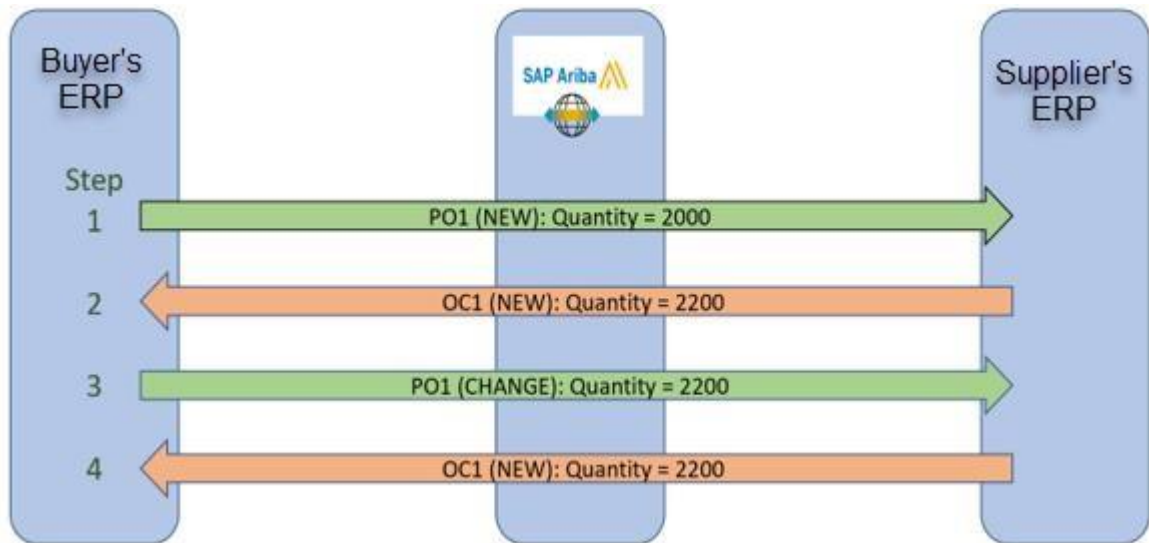 Buyer's
ERP
SAP Ariba
Supplier's
ERP
Step
1
PO1 (NEW): Quantity = 2000
2
OC1 (NEW): Quantity = 2200
3
PO1 (CHANGE): Quantity = 2200
4
OC1 (NEW): Quantity = 2200